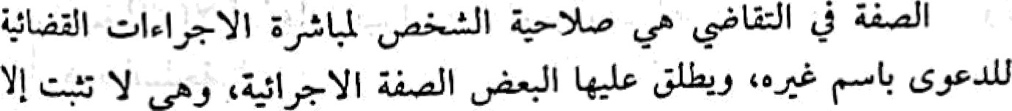 الصفة في التقاضي هي صلاحية الشخص لمباشرة الاجراءات القضائية
للدعوى باسم غيره، ويطلق عليها البعض الصفة الاجرائية، وهي لا تثبت إلا